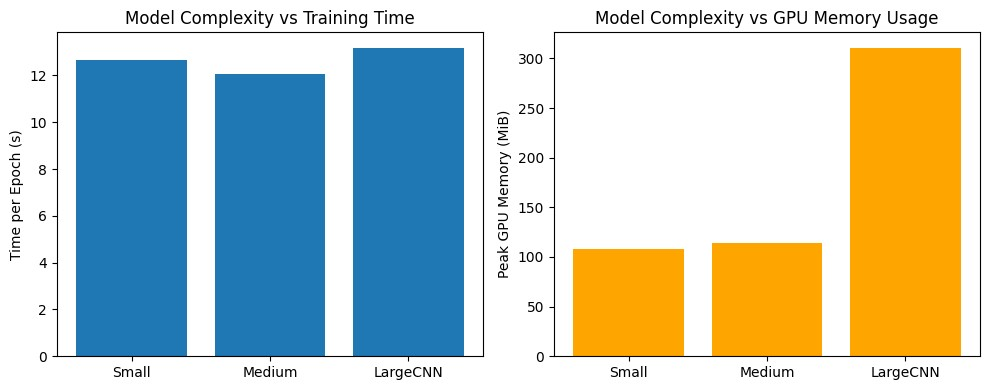 Model Complexity vs Training Time
Time per Epoch (s)
12
10
8
6
4
2
0
Small
Medium
LargeCNN
Model Complexity vs GPU Memory Usage
Peak GPU Memory (MiB)
300
250
200
150
100
50
0
Small
Medium
LargeCNN